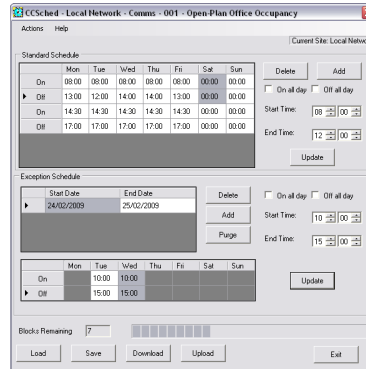 CCSched - Local Network - Comms - 001 - Open-Plan Office Occupancy
Actions Help
Current Site: Local Netwo
Standard Schedule
Mon Tue Wed Thu Fri Sat Sun
On 08:00 08:00 08:00 08:00 08:00 00:00 00:00
Off 13:00 12:00 14:00 14:00 13:00 00:00 00:00
On 14:30 14:30 14:30 14:30 14:30 00:00 00:00
Off 17:00 17:00 17:00 17:00 17:00 00:00 00:00
Delete Add
On all day Off all day
Start Time: 08 00
End Time: 12 00
Update
Exception Schedule
Start Date End Date
24/02/2009 25/02/2009
Delete
Add
Purge
On all day Off all day
Start Time: 10 00
End Time: 15 00
Mon Tue Wed Thu Fri Sat Sun
On 10:00 10:00
Off 15:00 15:00
Update
Blocks Remaining 7
Load Save Download Upload Exit